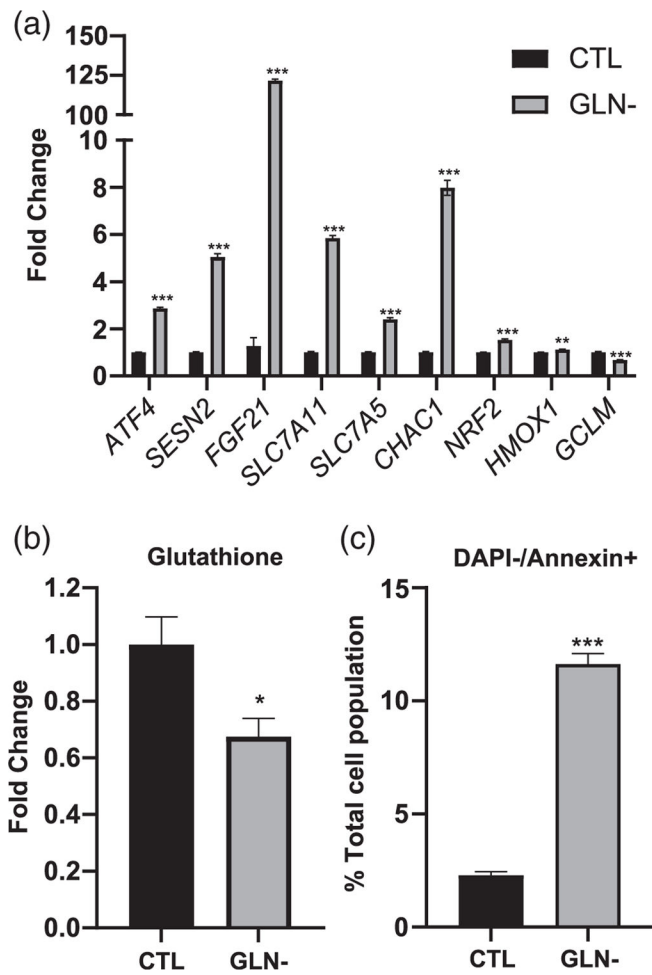 (a)
CTL
GLN-
Fold Change
125
100
8
6
4
2
0
***
***
***
***
***
***
***
**
***
ATF4
SESN2
FGF21
SLC7A11
SLC7A5
CHAC1
NRF2
HMOX1
GCLM
(b)
Glutathione
Fold Change
1.2
1.0
0.8
0.6
0.4
0.2
0.0
*
CTL
GLN-
(c)
DAPI-/Annexin+
% Total cell population
15
10
5
0
***
CTL
GLN-